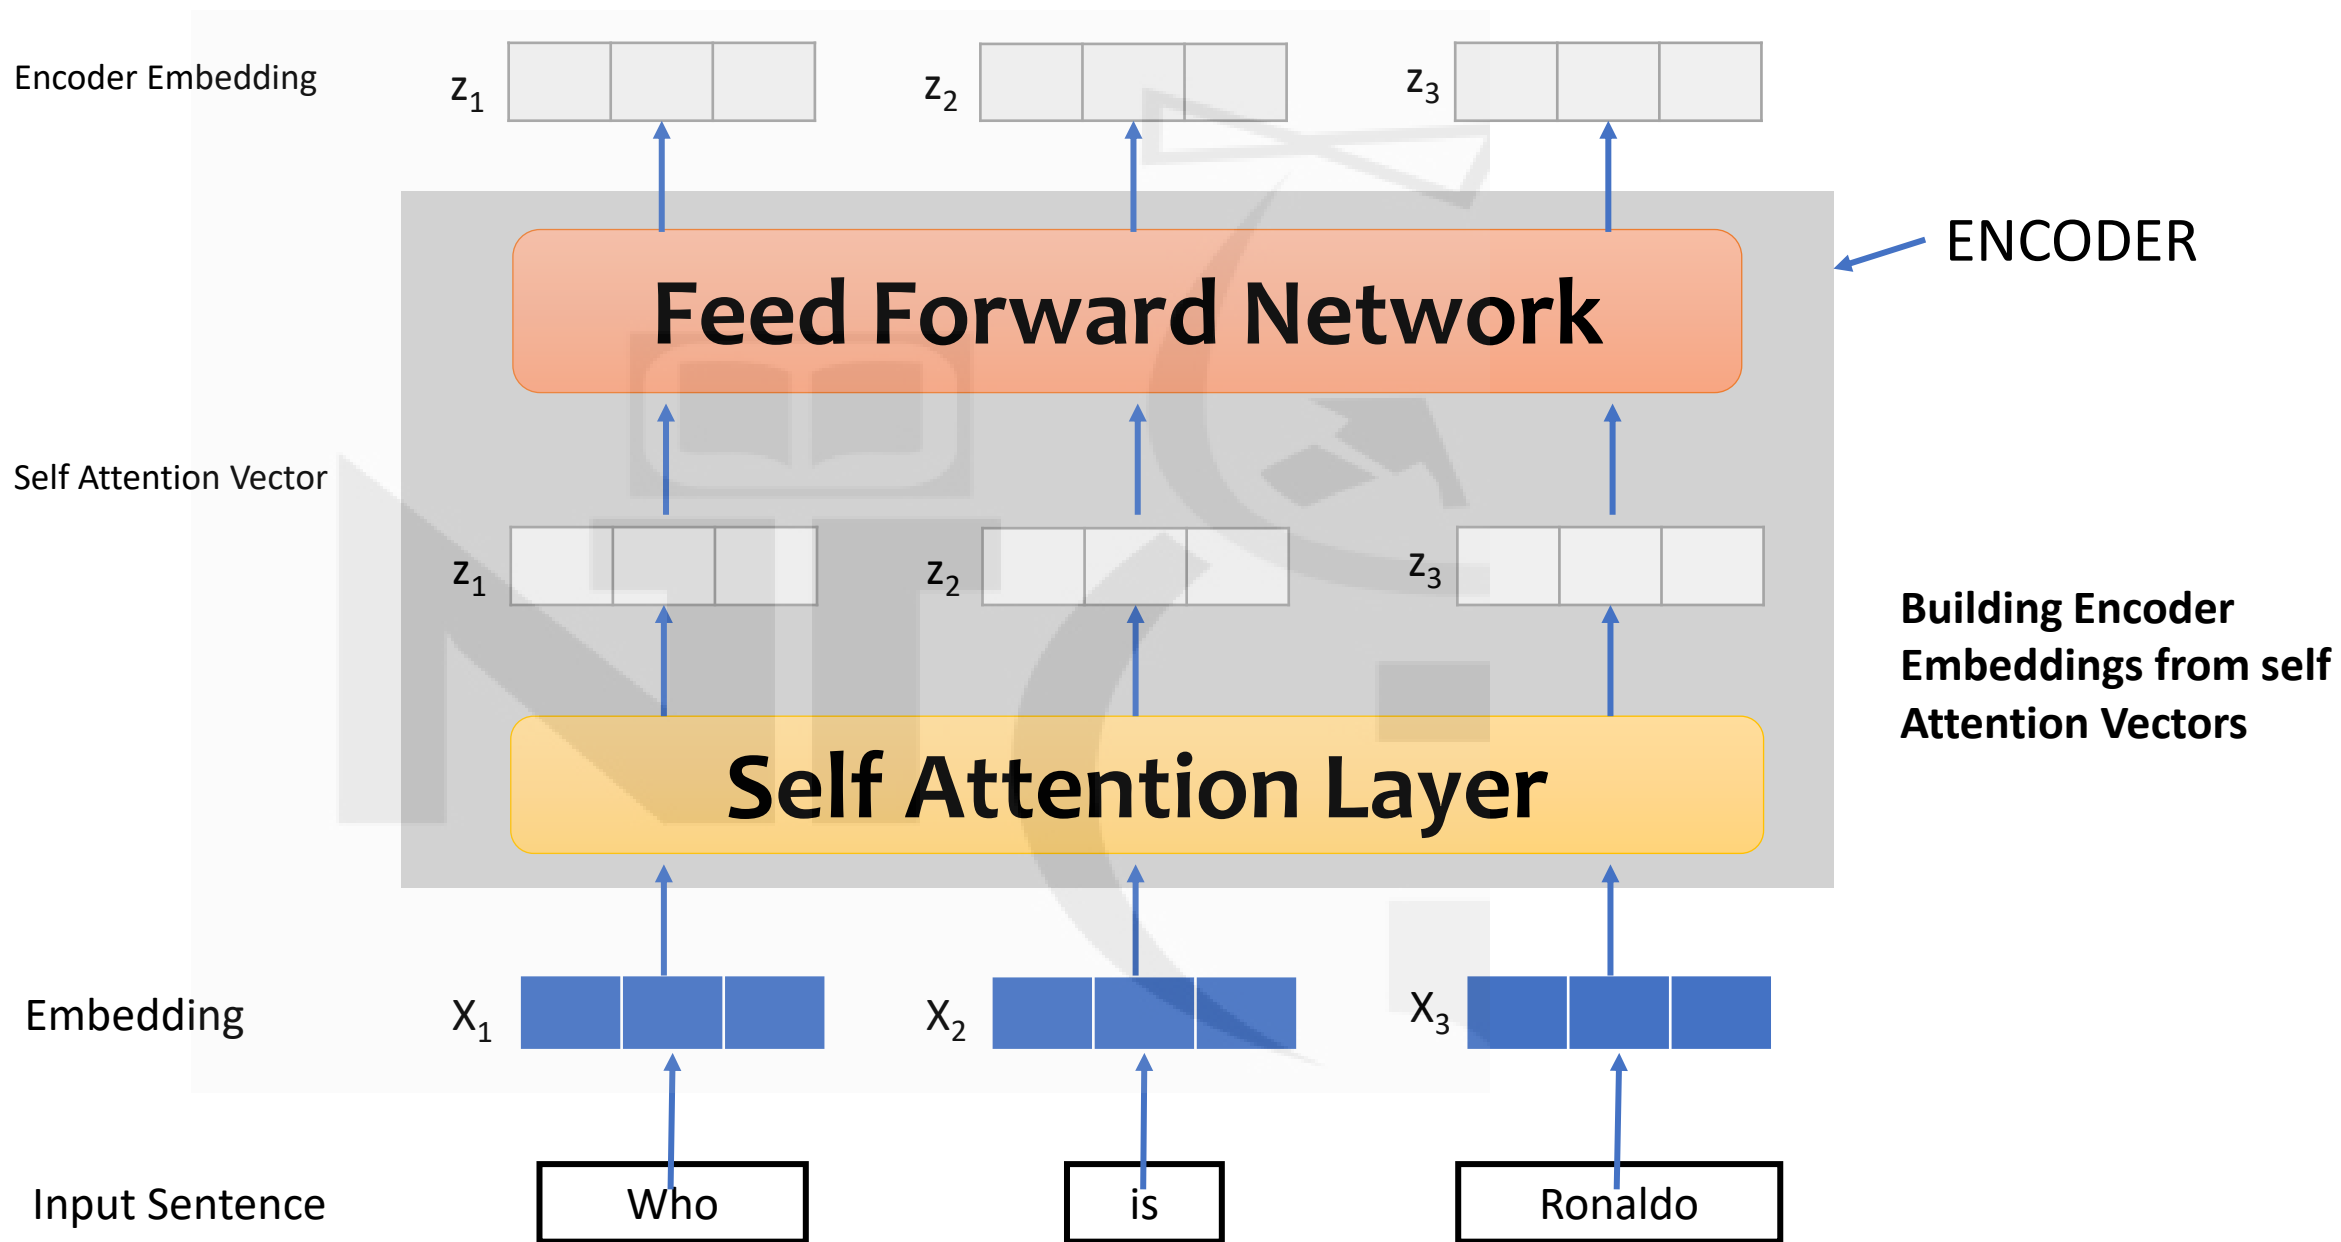 Encoder Embedding
z1
z2
z3
ENCODER
Feed Forward Network
Self Attention Vector
z1
z2
z3
Building Encoder
Embeddings from self
Attention Vectors
Self Attention Layer
Embedding
X1
X2
X3
Input Sentence
Who
is
Ronaldo